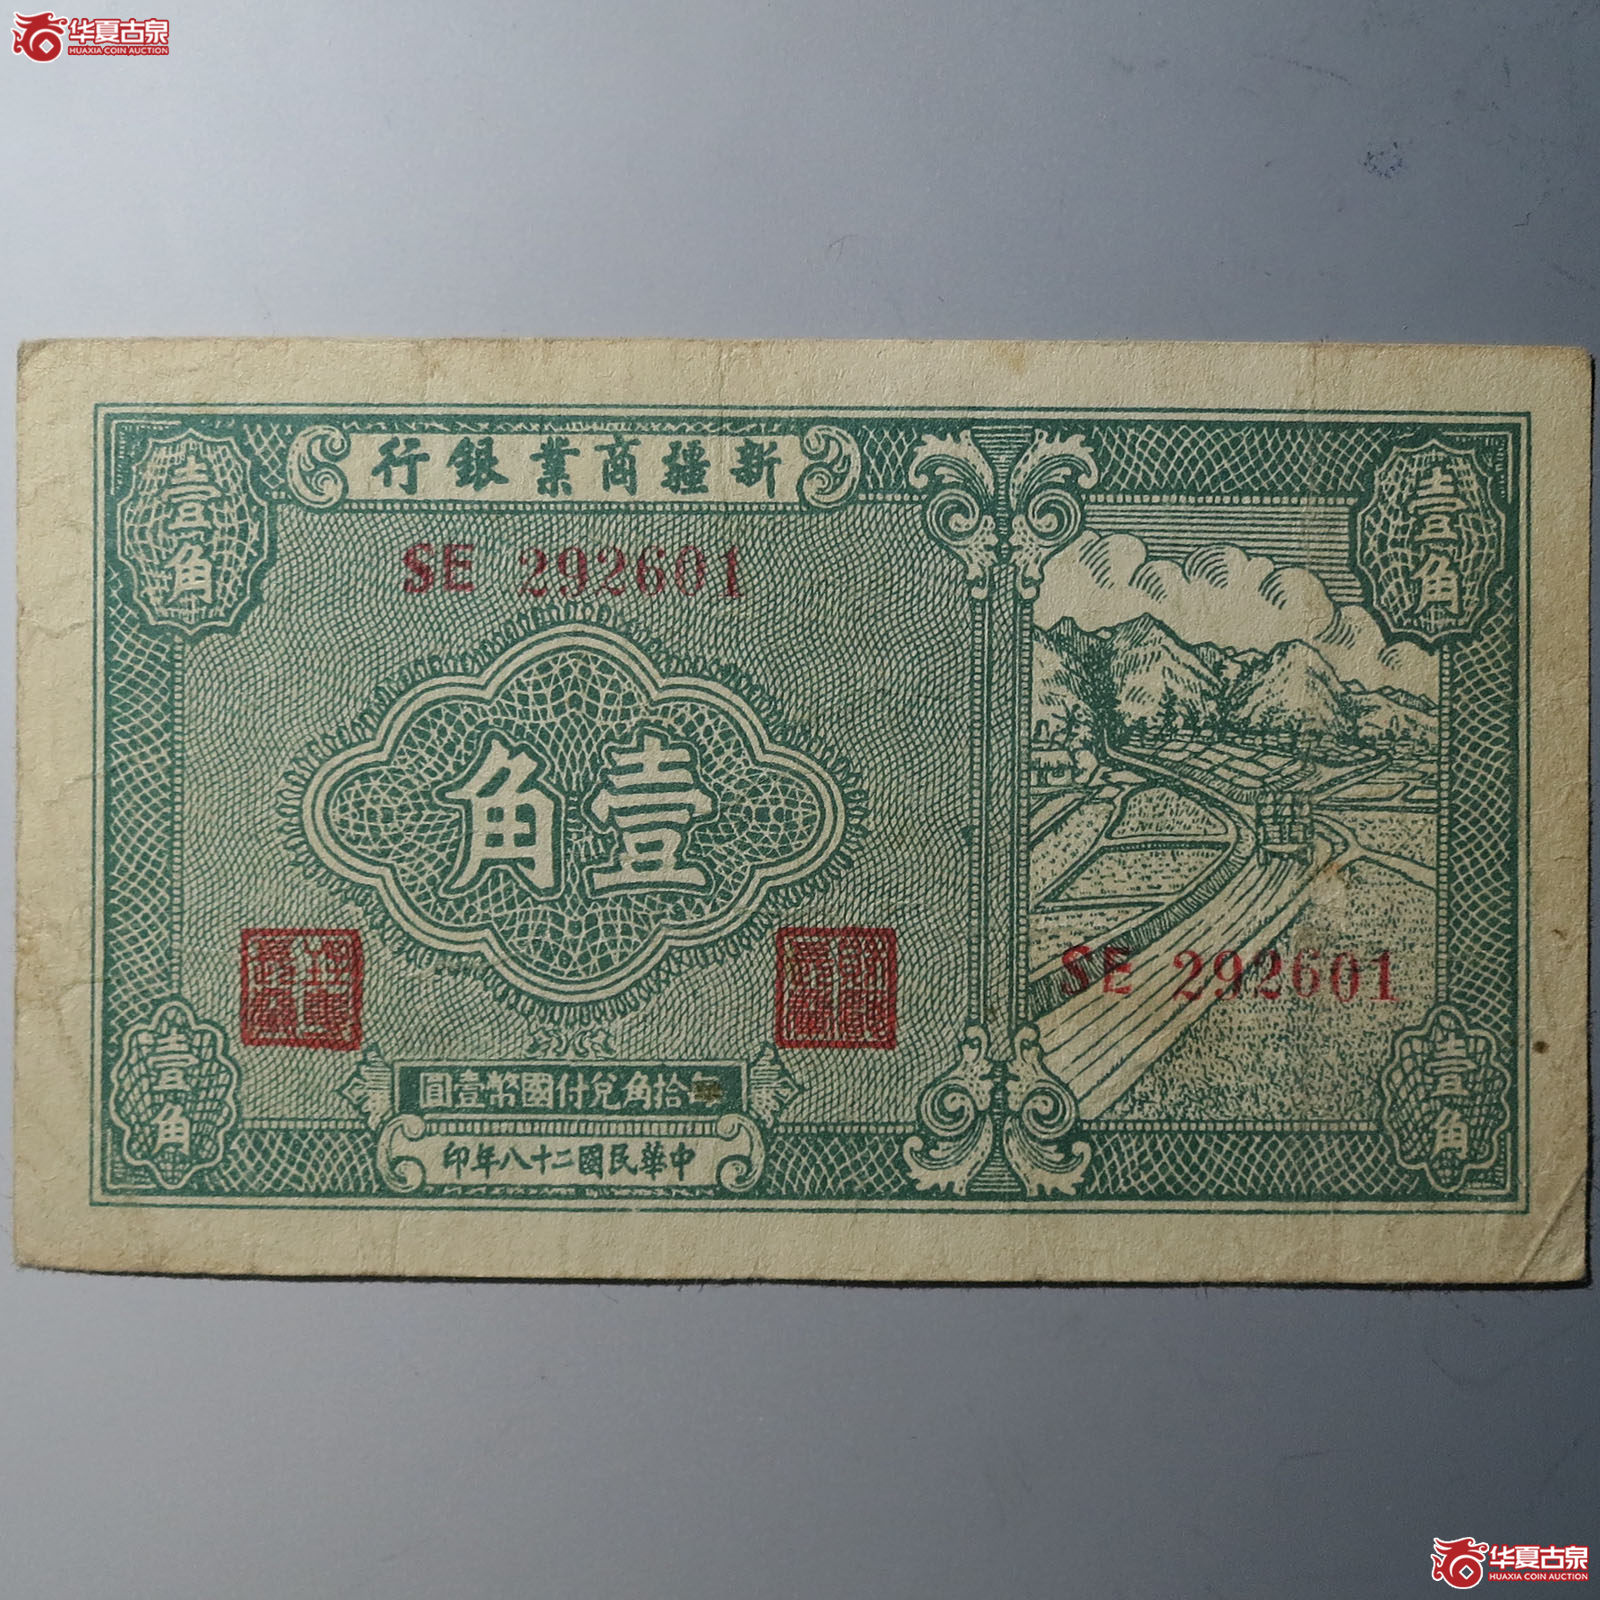 华夏古泉
HUAXIA COIN AUCTION
新疆商業銀行
壹角
壹角
SE 292601
壹角
SE 292601
每拾角兌付國幣壹圓
中華民國二十八年印
壹角
壹角
华夏古泉
HUAXIA COIN AUCTION